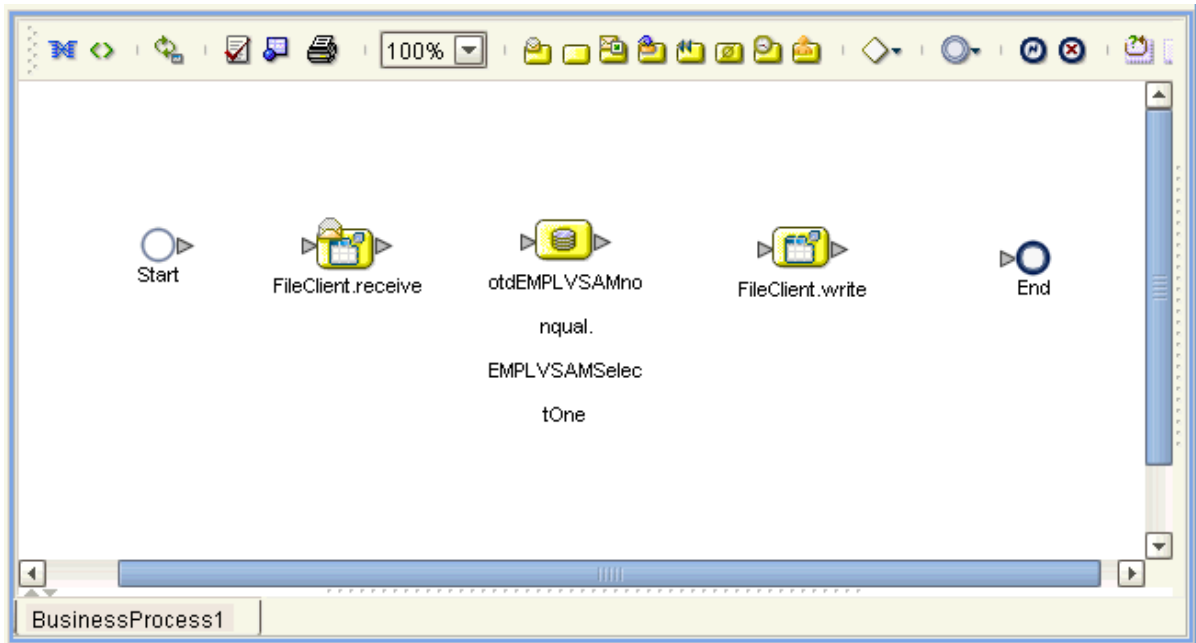 100%
Start
FileClient.receive
otdEMPLVSAMno
nqual.
EMPLVSAMSelec
tOne
FileClient.write
End
BusinessProcess1